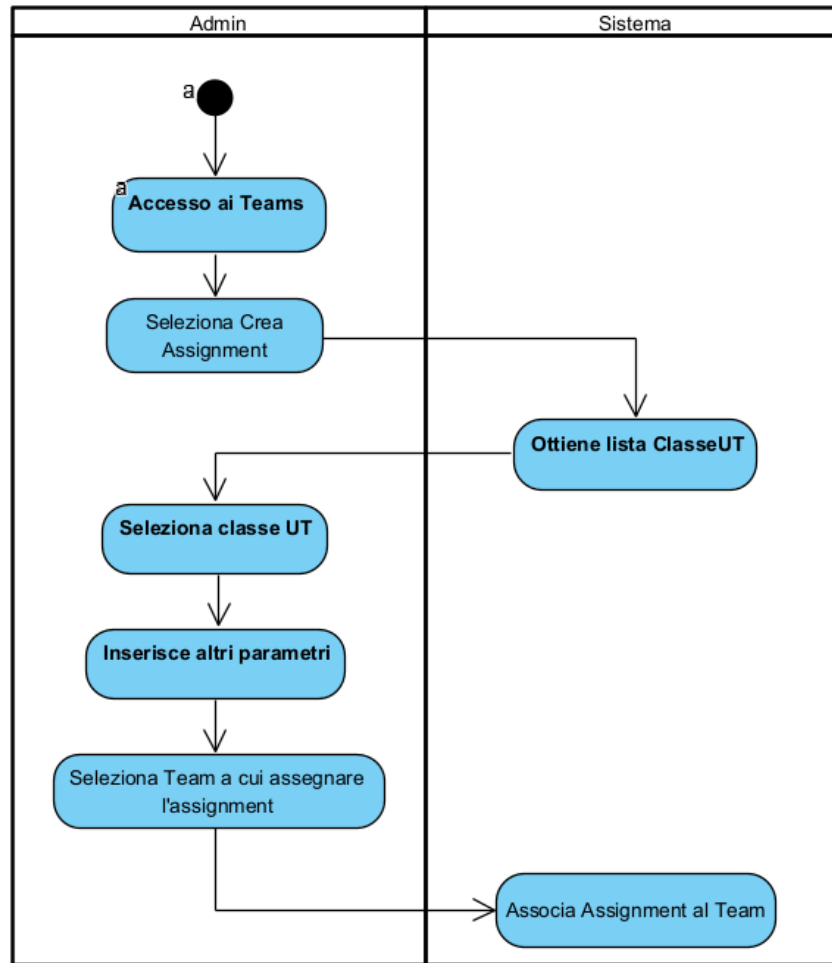 Admin
Sistema
a
a
Accesso ai Teams
Seleziona Crea
Assignment
Ottiene lista ClasseUT
Seleziona classe UT
Inserisce altri parametri
Seleziona Team a cui assegnare
l'assignment
Associa Assignment al Team